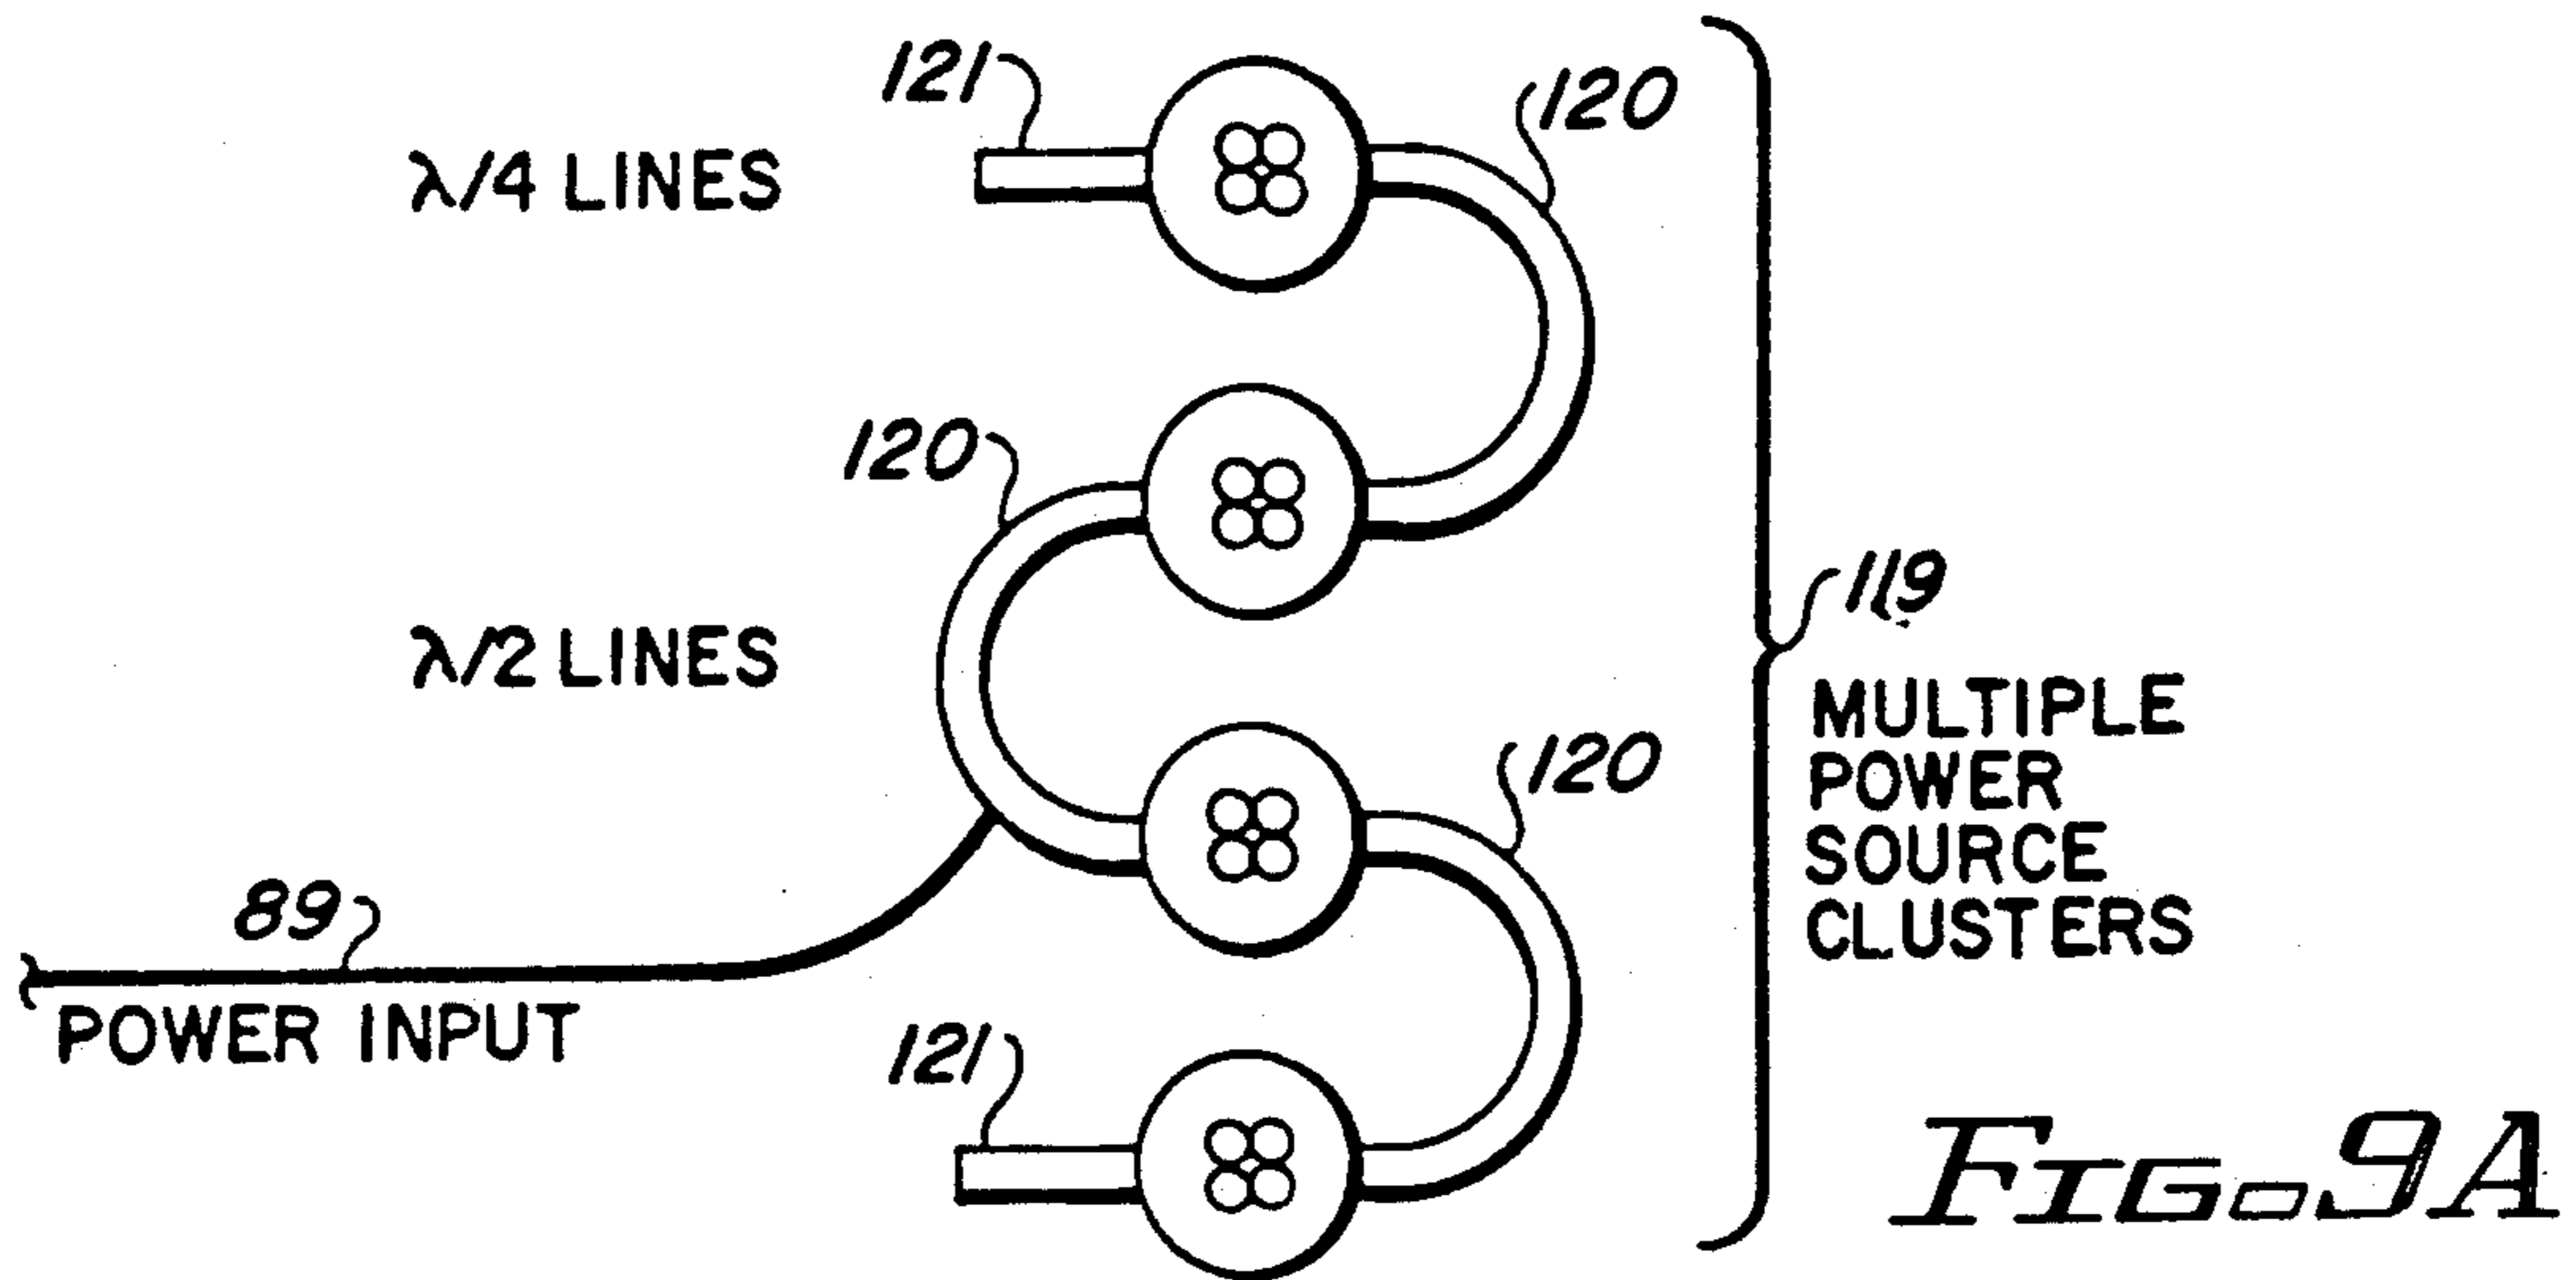 121
120
λ/4 LINES
120
119
λ/2 LINES
MULTIPLE
POWER
SOURCE
CLUSTERS
120
89
POWER INPUT
121
FIG. 9A